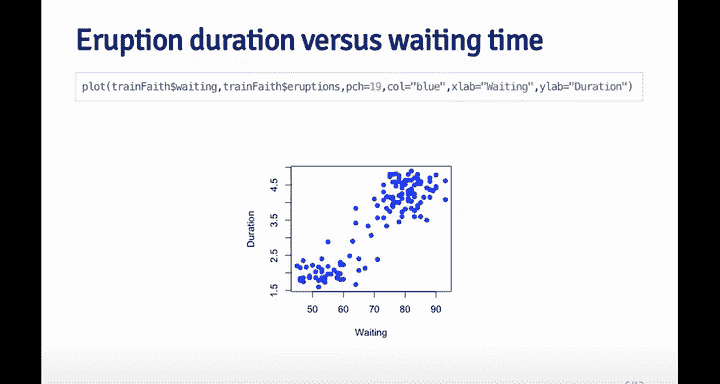 Eruption duration versus waiting time
plot(trainFaith$waiting,trainFaith$eruptions,pch=19,col="blue",xlab="Waiting",ylab="Duration")
4.5
3.5
Duration
2.5
1.5
50 60 70 80 90
Waiting